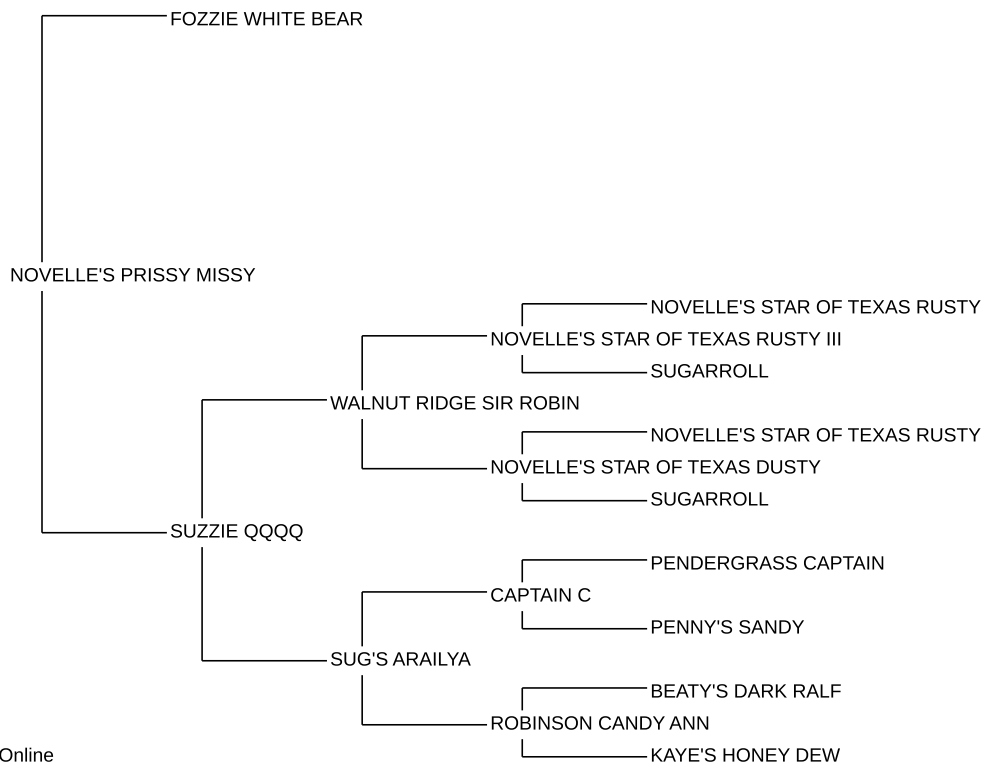 FOZZIE WHITE BEAR
NOVELLE'S PRISSY MISSY
NOVELLE'S STAR OF TEXAS RUSTY
NOVELLE'S STAR OF TEXAS RUSTY III
SUGARROLL
WALNUT RIDGE SIR ROBIN
NOVELLE'S STAR OF TEXAS RUSTY
NOVELLE'S STAR OF TEXAS DUSTY
SUGARROLL
SUZZIE QQQQ
PENDERGRASS CAPTAIN
CAPTAIN C
PENNY'S SANDY
SUG'S ARAILYA
BEATY'S DARK RALF
ROBINSON CANDY ANN
KAYE'S HONEY DEW
Online